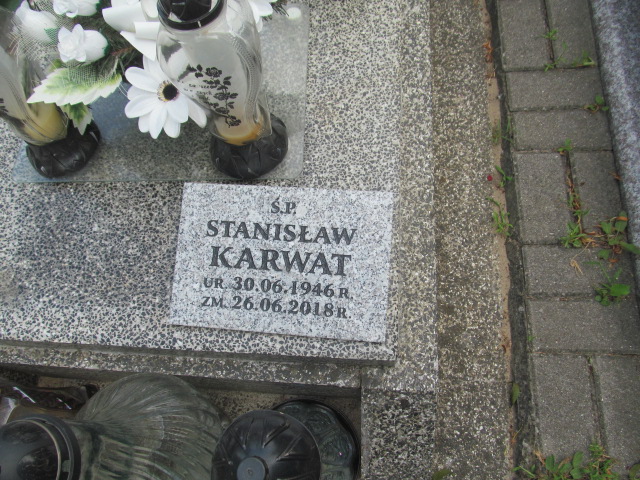 Ś.P.
STANISŁAW
KARWAT
UR. 30.06.1946 R.
ZM. 26.06.2018 R.